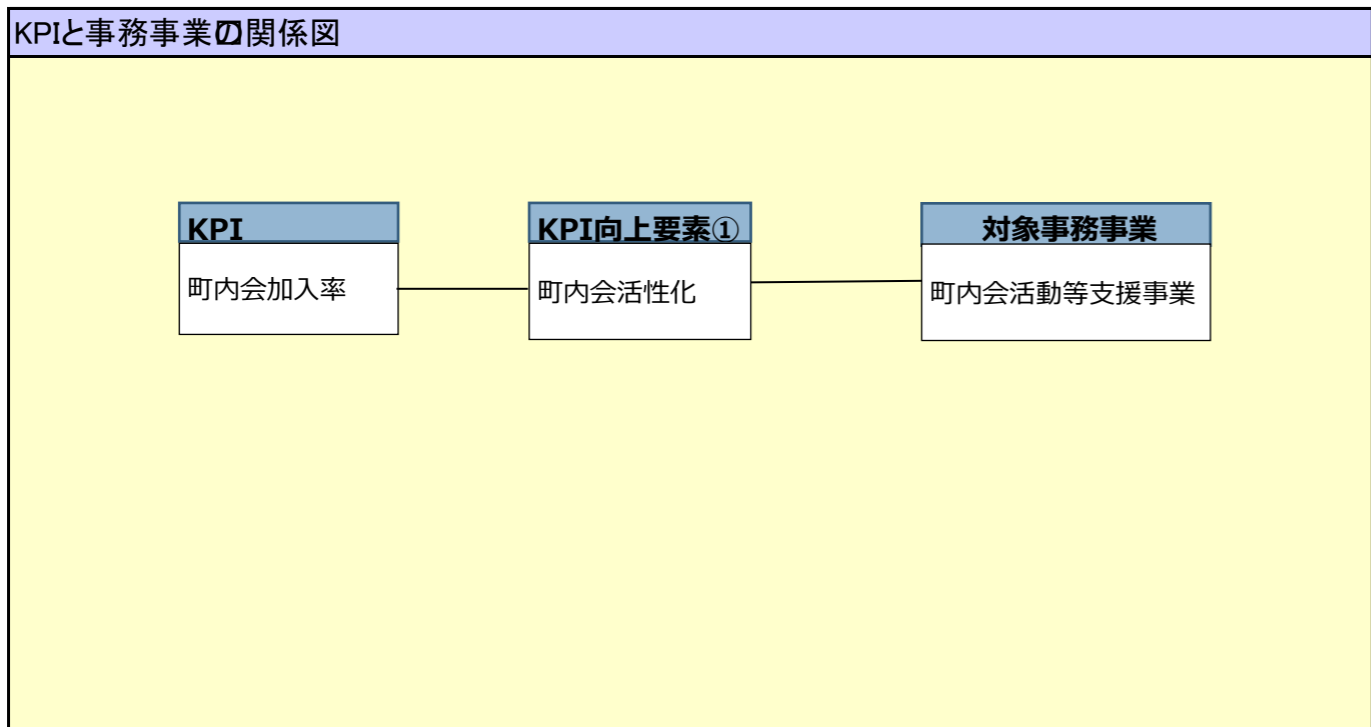 KPIと事務事業の関係図
KPI
町内会加入率
KPI向上要素①
町内会活性化
対象事務事業
町内会活動等支援事業